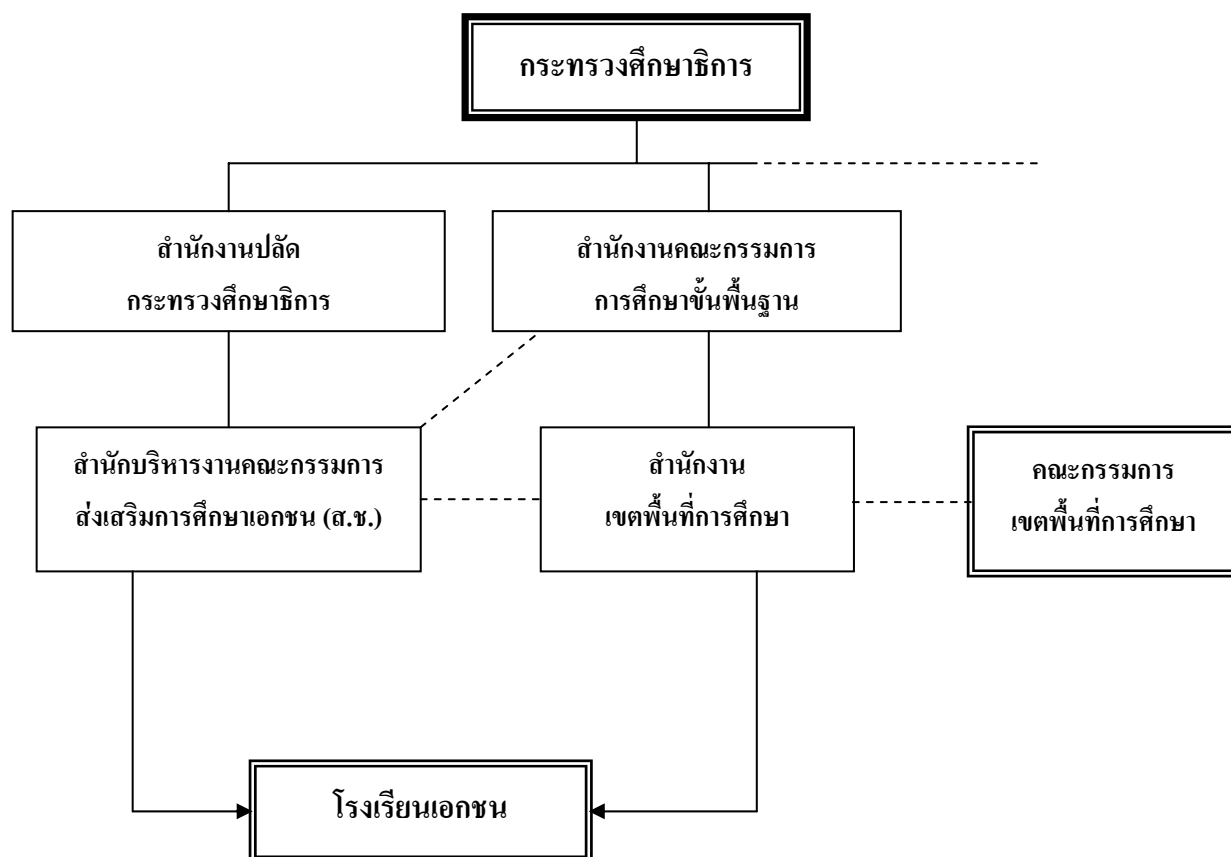 กระทรวงศึกษาธิการ
สำนักงานปลัด
กระทรวงศึกษาธิการ
สำนักงานคณะกรรมการ
การศึกษาขั้นพื้นฐาน
สำนักบริหารงานคณะกรรมการ
ส่งเสริมการศึกษาเอกชน (ส.ช.)
สำนักงาน
เขตพื้นที่การศึกษา
คณะกรรมการ
เขตพื้นที่การศึกษา
โรงเรียนเอกชน